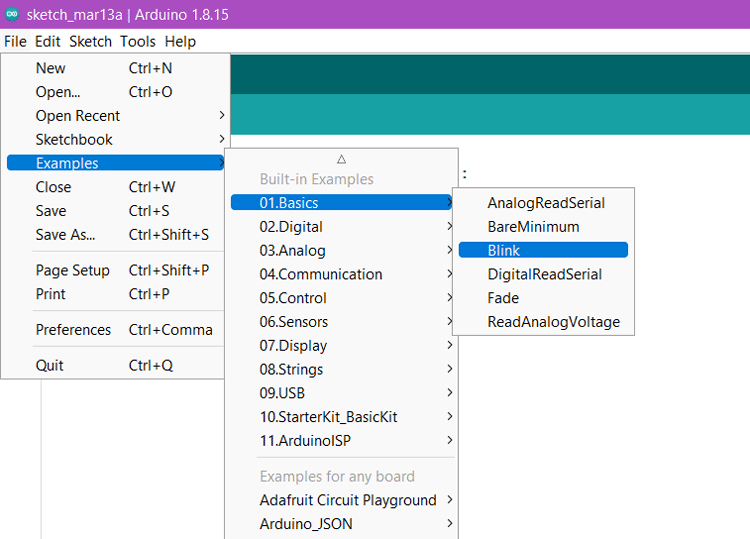 sketch_mar13a | Arduino 1.8.15
File Edit Sketch Tools Help
New Ctrl+N
Open... Ctrl+O
Open Recent
Sketchbook
Examples
Close Ctrl+W
Save Ctrl+S
Save As... Ctrl+Shift+S
Page Setup Ctrl+Shift+P
Print Ctrl+P
Preferences Ctrl+Comma
Quit Ctrl+Q
Built-in Examples
01.Basics
02.Digital
03.Analog
04.Communication
05.Control
06.Sensors
07.Display
08.Strings
09.USB
10.StarterKit_BasicKit
11.ArduinoISP
Examples for any board
Adafruit Circuit Playground
Arduino_JSON
:
AnalogReadSerial
BareMinimum
Blink
DigitalReadSerial
Fade
ReadAnalogVoltage